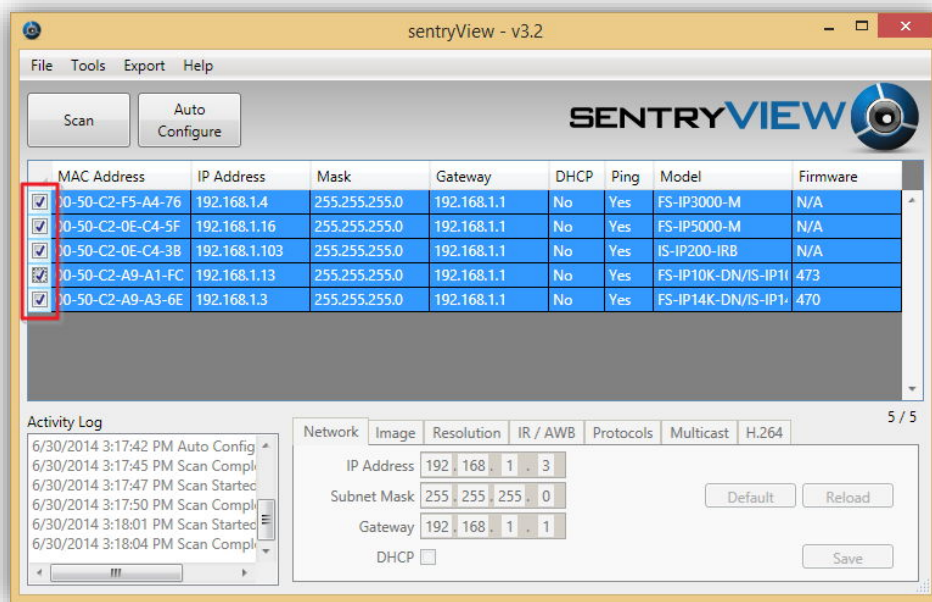 sentryView - v3.2
File Tools Export Help
Scan
Auto
Configure
SENTRYVIEW
MAC Address IP Address Mask Gateway DHCP Ping Model Firmware
00-50-C2-F5-A4-76 192.168.1.4 255.255.255.0 192.168.1.1 No Yes FS-IP3000-M N/A
00-50-C2-0E-C4-5F 192.168.1.16 255.255.255.0 192.168.1.1 No Yes FS-IP5000-M N/A
00-50-C2-0E-C4-3B 192.168.1.103 255.255.255.0 192.168.1.1 No Yes IS-IP200-IRB N/A
00-50-C2-A9-A1-FC 192.168.1.13 255.255.255.0 192.168.1.1 No Yes FS-IP10K-DN/IS-IP1 473
00-50-C2-A9-A3-6E 192.168.1.3 255.255.255.0 192.168.1.1 No Yes FS-IP14K-DN/IS-IP1 470
5 / 5
Activity Log
6/30/2014 3:17:42 PM Auto Config
6/30/2014 3:17:45 PM Scan Compl
6/30/2014 3:17:47 PM Scan Started
6/30/2014 3:17:50 PM Scan Compl
6/30/2014 3:18:01 PM Scan Started
6/30/2014 3:18:04 PM Scan Compl
Network Image Resolution IR / AWB Protocols Multicast H.264
IP Address 192 . 168 . 1 . 3
Subnet Mask 255 . 255 . 255 . 0
Gateway 192 . 168 . 1 . 1
DHCP
Default Reload
Save